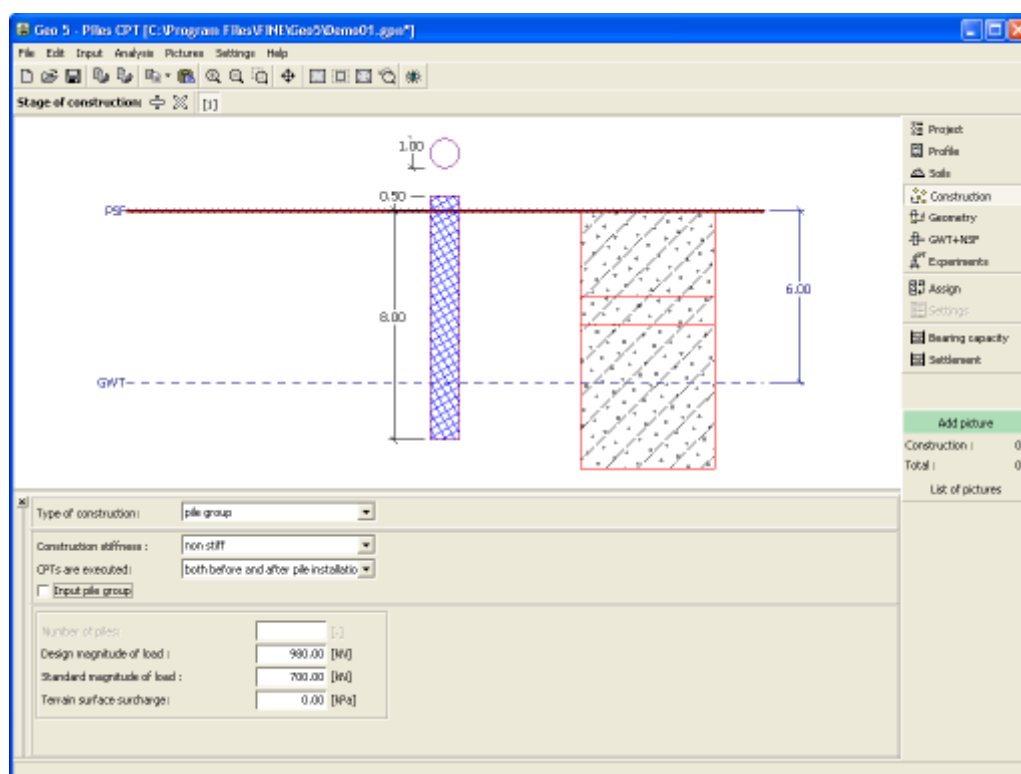 Geo 5 - Piles CPT [C:\Program Files\FINE\Geo5\Demo01.gpn*]
File Edit Input Analysis Pictures Settings Help
Stage of construction: [1]
1.00
0.50
PSF
8.00
6.00
GWT
Project
Profile
Soils
Construction
Geometry
GWT+NSF
Experiments
Assign
Settings
Bearing capacity
Settlement
Add picture
Construction : 0
Total : 0
List of pictures
Type of construction: pile group
Construction stiffness : non stiff
CPTs are executed: both before and after pile installatio
Input pile group
Number of piles: [-]
Design magnitude of load : 980.00 [kN]
Standard magnitude of load : 700.00 [kN]
Terrain surface surcharge: 0.00 [kPa]